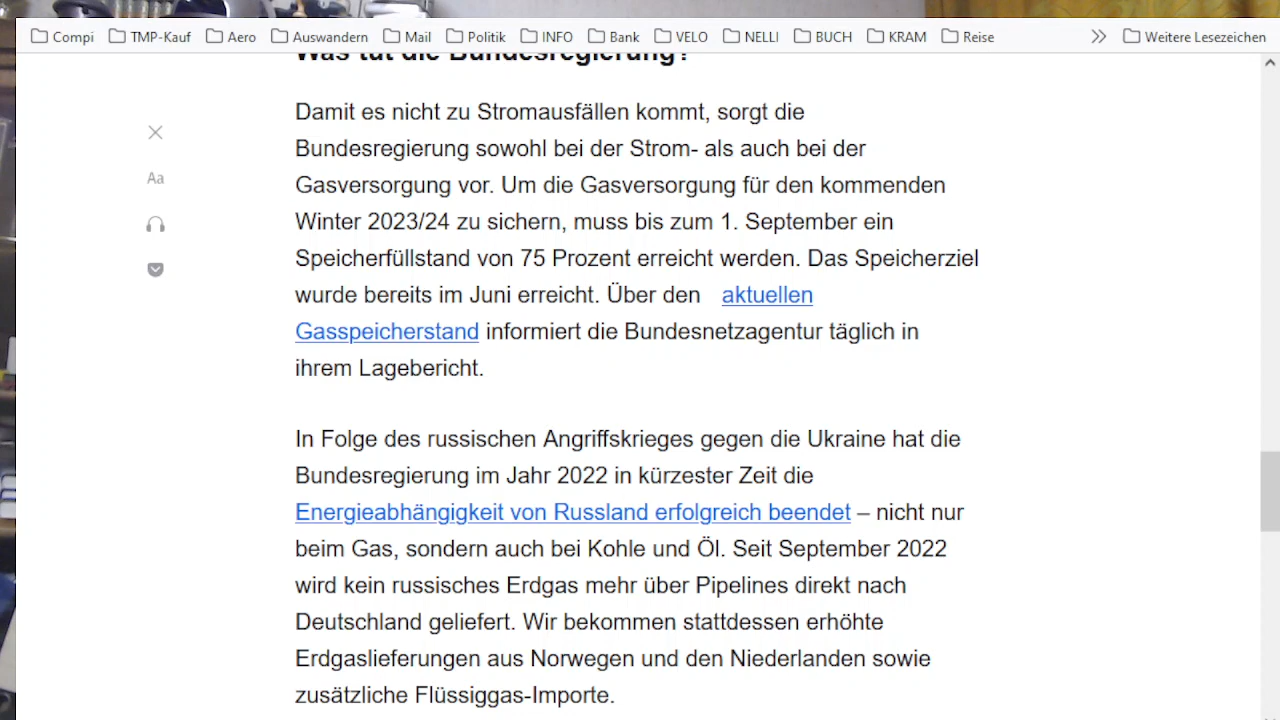 Compi TMP-Kauf Aero Auswandern Mail Politik INFO Bank VELO NELLI BUCH KRAM Reise Weitere Lesezeichen
Was tut die Bundesregierung?
Damit es nicht zu Stromausfällen kommt, sorgt die
Bundesregierung sowohl bei der Strom- als auch bei der
Gasversorgung vor. Um die Gasversorgung für den kommenden
Winter 2023/24 zu sichern, muss bis zum 1. September ein
Speicherfüllstand von 75 Prozent erreicht werden. Das Speicherziel
wurde bereits im Juni erreicht. Über den aktuellen
Gasspeicherstand informiert die Bundesnetzagentur täglich in
ihrem Lagebericht.
In Folge des russischen Angriffskrieges gegen die Ukraine hat die
Bundesregierung im Jahr 2022 in kürzester Zeit die
Energieabhängigkeit von Russland erfolgreich beendet – nicht nur
beim Gas, sondern auch bei Kohle und Öl. Seit September 2022
wird kein russisches Erdgas mehr über Pipelines direkt nach
Deutschland geliefert. Wir bekommen stattdessen erhöhte
Erdgaslieferungen aus Norwegen und den Niederlanden sowie
zusätzliche Flüssiggas-Importe.
Aa